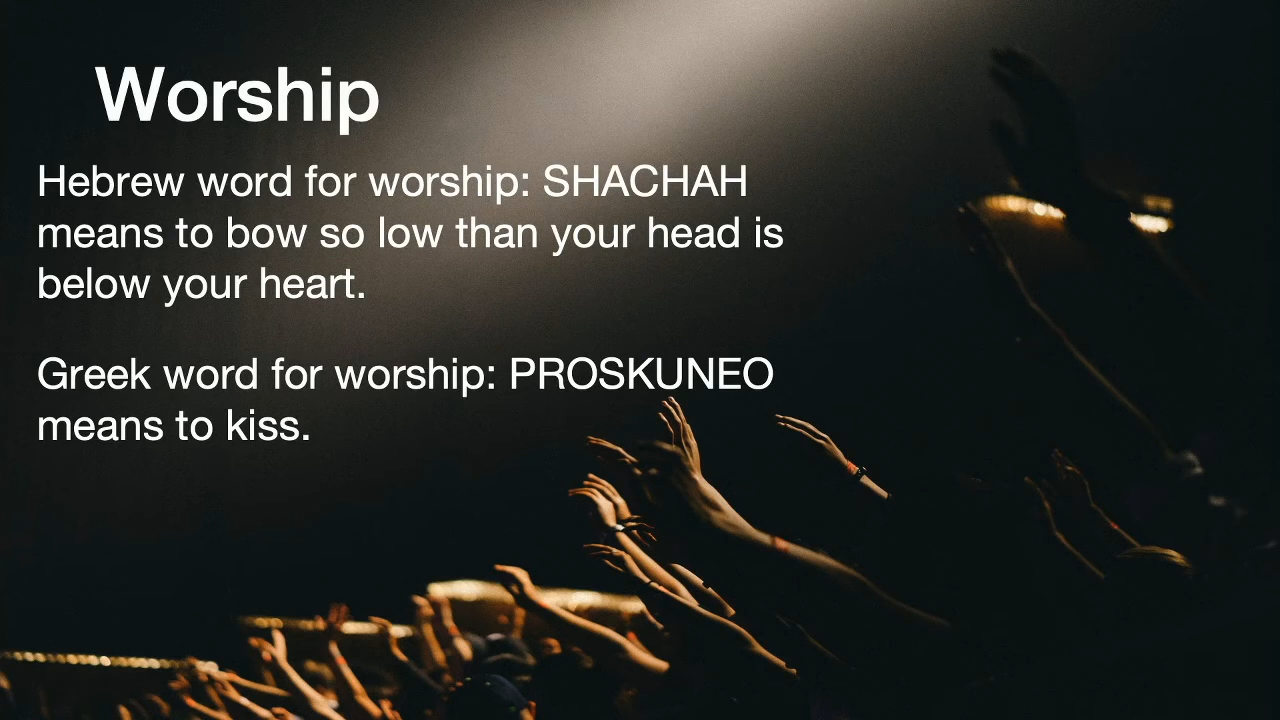 Worship
Hebrew word for worship: SHACHAH
means to bow so low than your head is
below your heart.
Greek word for worship: PROSKUNEO
means to kiss.